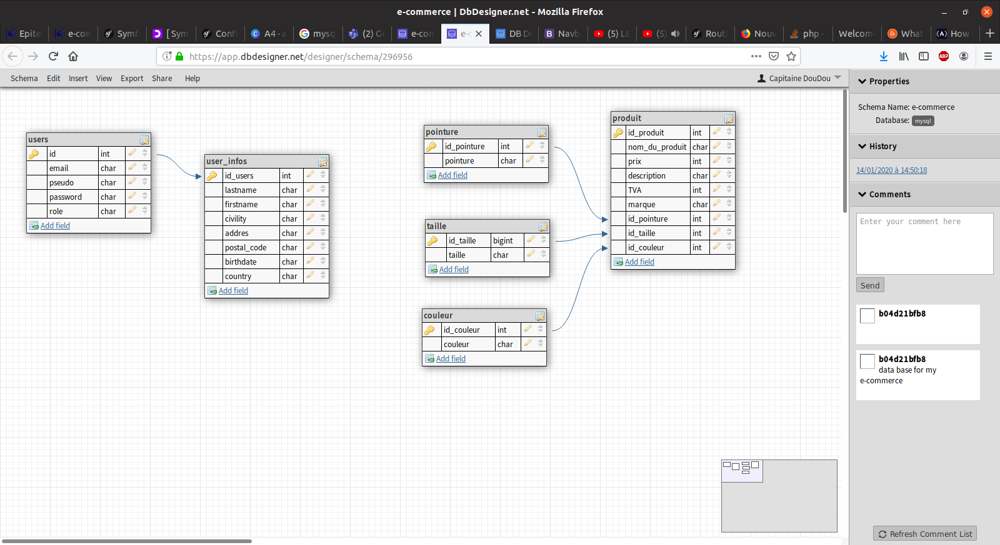 e-commerce | DbDesigner.net - Mozilla Firefox
Epite
e-com
Symf
[ Sym
Confi
A4 - a
mysq
(2) Ge
e-com
e-c
DB De
Navb
(5) LE
(5)
Routi
Nouv
php -
Welcom
What
How
https://app.dbdesigner.net/designer/schema/296956
ABP
Schema Edit Insert View Export Share Help
Capitaine DouDou
users
id int
email char
pseudo char
password char
role char
Add field
user_infos
id_users int
lastname char
firstname char
civility char
addres char
postal_code char
birthdate char
country char
Add field
pointure
id_pointure int
pointure char
Add field
taille
id_taille bigint
taille char
Add field
couleur
id_couleur int
couleur char
Add field
produit
id_produit int
nom_du_produit char
prix int
description char
TVA int
marque char
id_pointure int
id_taille int
id_couleur int
Add field
Properties
Schema Name: e-commerce
Database: mysql
History
14/01/2020 à 14:50:18
Comments
Enter your comment here
Send
b04d21bfb8
b04d21bfb8
data base for my
e-commerce
Refresh Comment List